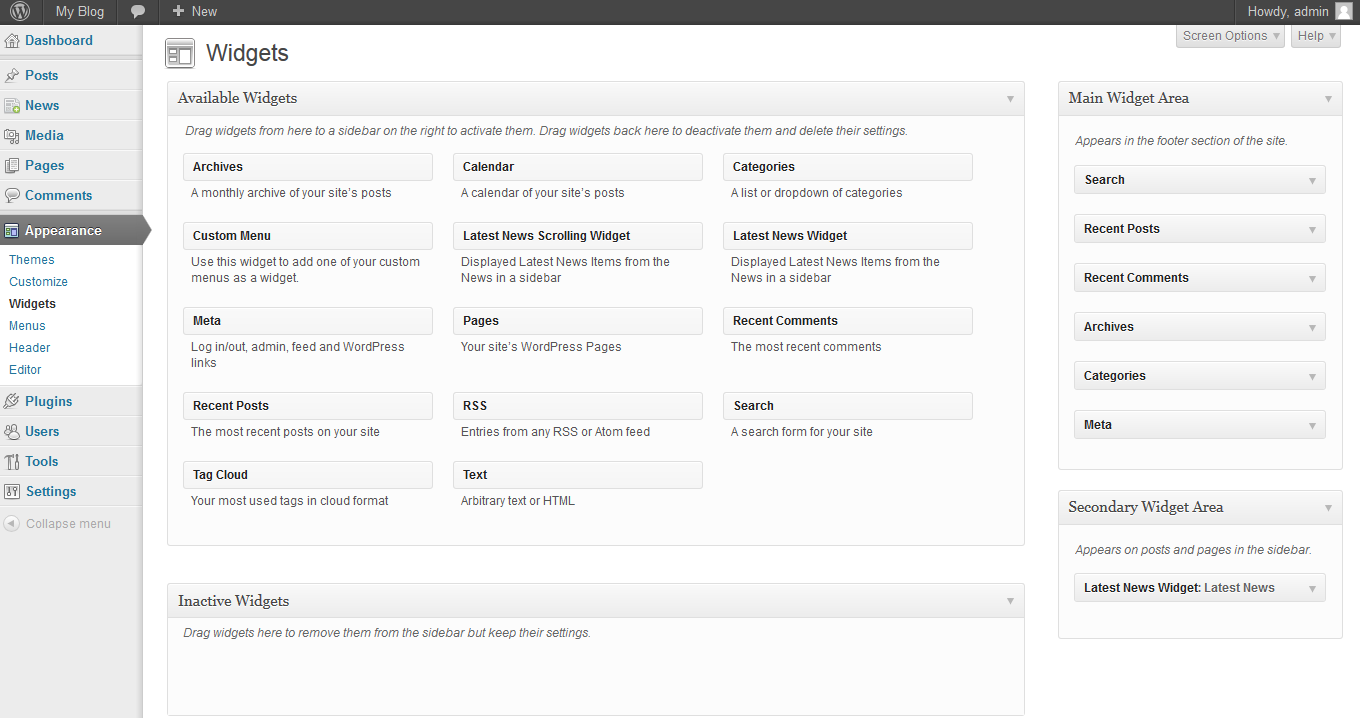 My Blog
New
Howdy, admin
Screen Options
Help
Dashboard
Posts
News
Media
Pages
Comments
Appearance
Themes
Customize
Widgets
Menus
Header
Editor
Plugins
Users
Tools
Settings
Collapse menu
Widgets
Available Widgets
Drag widgets from here to a sidebar on the right to activate them. Drag widgets back here to deactivate them and delete their settings.
Archives
A monthly archive of your site's posts
Calendar
A calendar of your site's posts
Categories
A list or dropdown of categories
Custom Menu
Use this widget to add one of your custom
menus as a widget.
Latest News Scrolling Widget
Displayed Latest News Items from the
News in a sidebar
Latest News Widget
Displayed Latest News Items from the
News in a sidebar
Meta
Log in/out, admin, feed and WordPress
links
Pages
Your site's WordPress Pages
Recent Comments
The most recent comments
Recent Posts
The most recent posts on your site
RSS
Entries from any RSS or Atom feed
Search
A search form for your site
Tag Cloud
Your most used tags in cloud format
Text
Arbitrary text or HTML
Inactive Widgets
Drag widgets here to remove them from the sidebar but keep their settings.
Main Widget Area
Appears in the footer section of the site.
Search
Recent Posts
Recent Comments
Archives
Categories
Meta
Secondary Widget Area
Appears on posts and pages in the sidebar.
Latest News Widget: Latest News